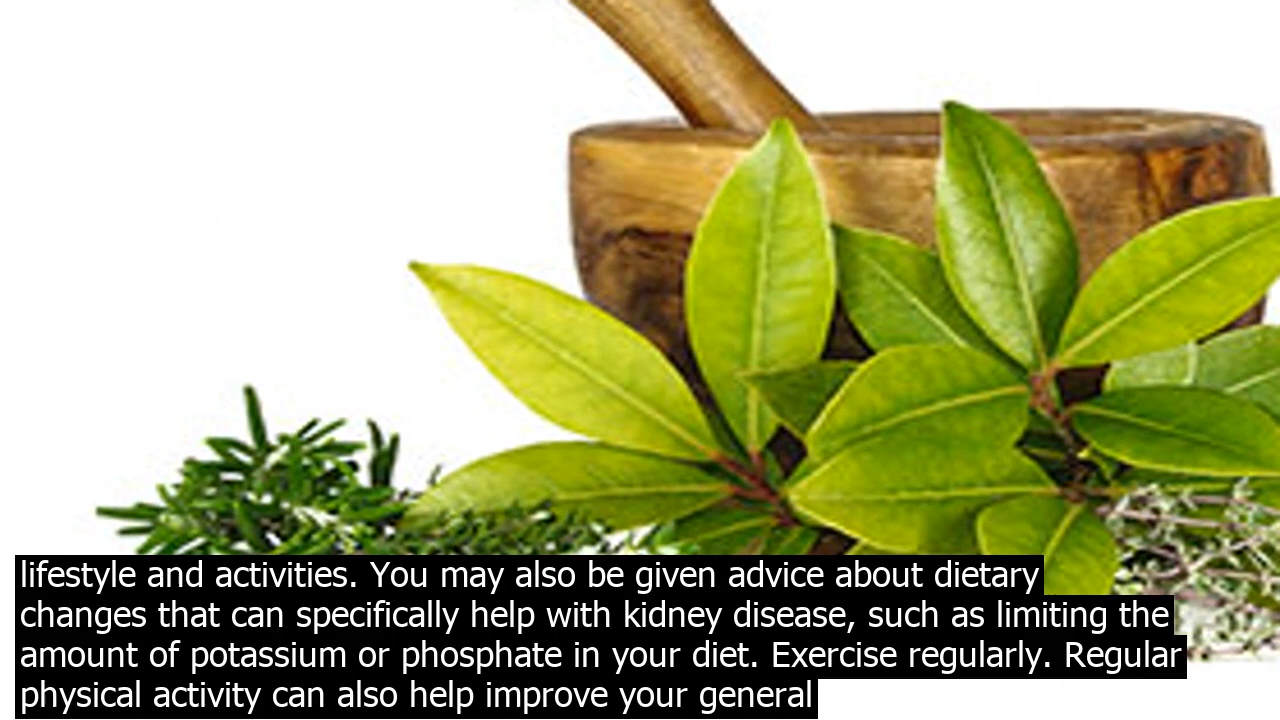 lifestyle and activities. You may also be given advice about dietary
changes that can specifically help with kidney disease, such as limiting the
amount of potassium or phosphate in your diet. Exercise regularly. Regular
physical activity can also help improve your general